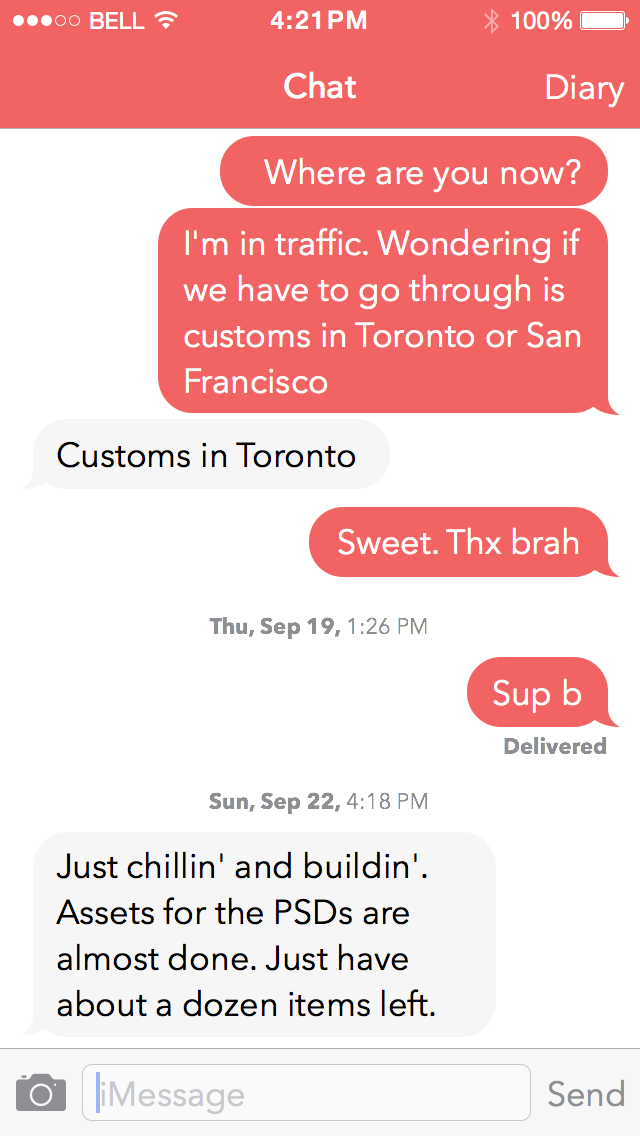 BELL 4:21PM 100%
Chat Diary
Where are you now?
I'm in traffic. Wondering if
we have to go through is
customs in Toronto or San
Francisco
Customs in Toronto
Sweet. Thx brah
Thu, Sep 19, 1:26 PM
Sup b
Delivered
Sun, Sep 22, 4:18 PM
Just chillin' and buildin'.
Assets for the PSDs are
almost done. Just have
about a dozen items left.
iMessage Send